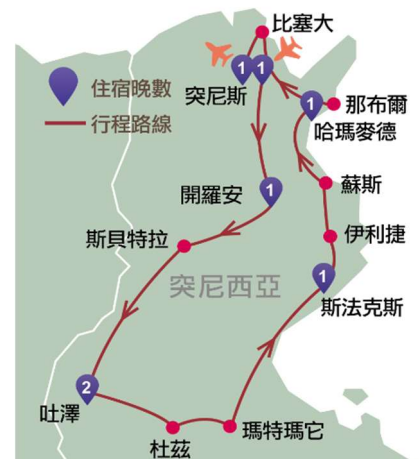 比塞大
1
1
突尼斯
住宿晚數
行程路線
那布爾
1
哈瑪麥德
開羅安
1
蘇斯
斯貝特拉
伊利捷
突尼西亞
1
斯法克斯
2
吐澤
杜茲
瑪特瑪它